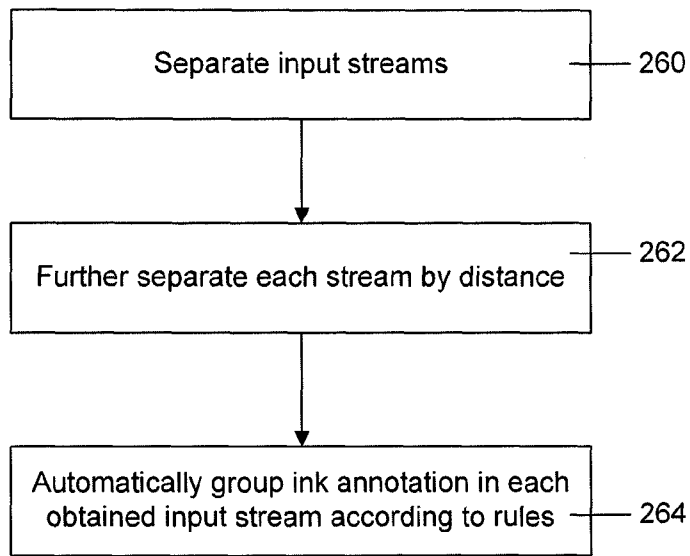 Separate input streams
260
Further separate each stream by distance
262
Automatically group ink annotation in each
obtained input stream according to rules
264